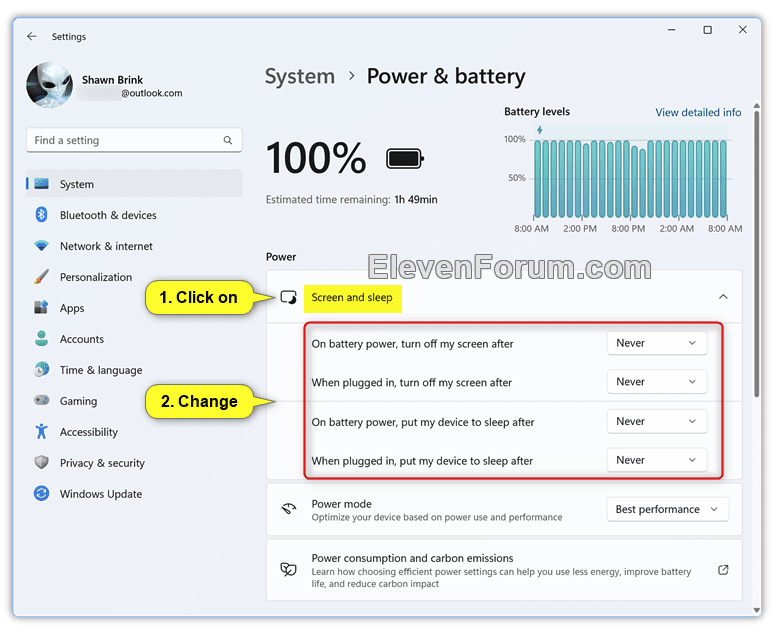 Settings
Shawn Brink
@outlook.com
Find a setting
System
Bluetooth & devices
Network & internet
Personalization
Apps
Accounts
Time & language
Gaming
Accessibility
Privacy & security
Windows Update
System > Power & battery
100%
Estimated time remaining: 1h 49min
Battery levels
View detailed info
100%
50%
8:00 AM 2:00 PM 8:00 PM 2:00 AM 8:00 AM
Power
ElevenForum.com
1. Click on
Screen and sleep
2. Change
On battery power, turn off my screen after Never
When plugged in, turn off my screen after Never
On battery power, put my device to sleep after Never
When plugged in, put my device to sleep after Never
Power mode
Optimize your device based on power use and performance
Best performance
Power consumption and carbon emissions
Learn how choosing efficient power settings can help you use less energy, improve battery
life, and reduce carbon impact